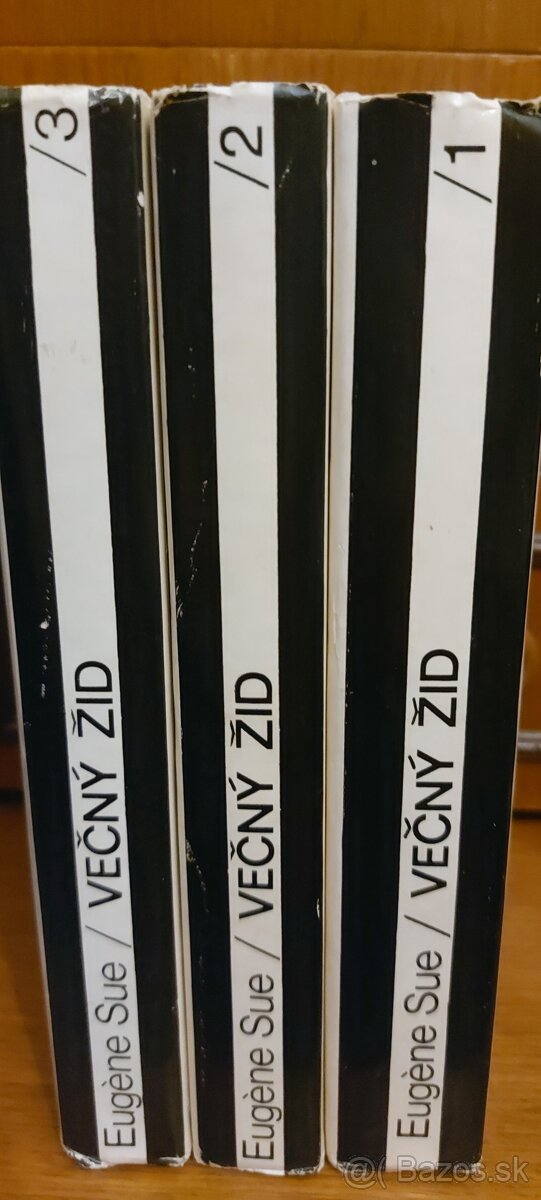 Eugène Sue / VEČNÝ ŽID /3
Eugène Sue / VEČNÝ ŽID /2
Eugène Sue / VEČNÝ ŽID /1
@( Bazos.sk